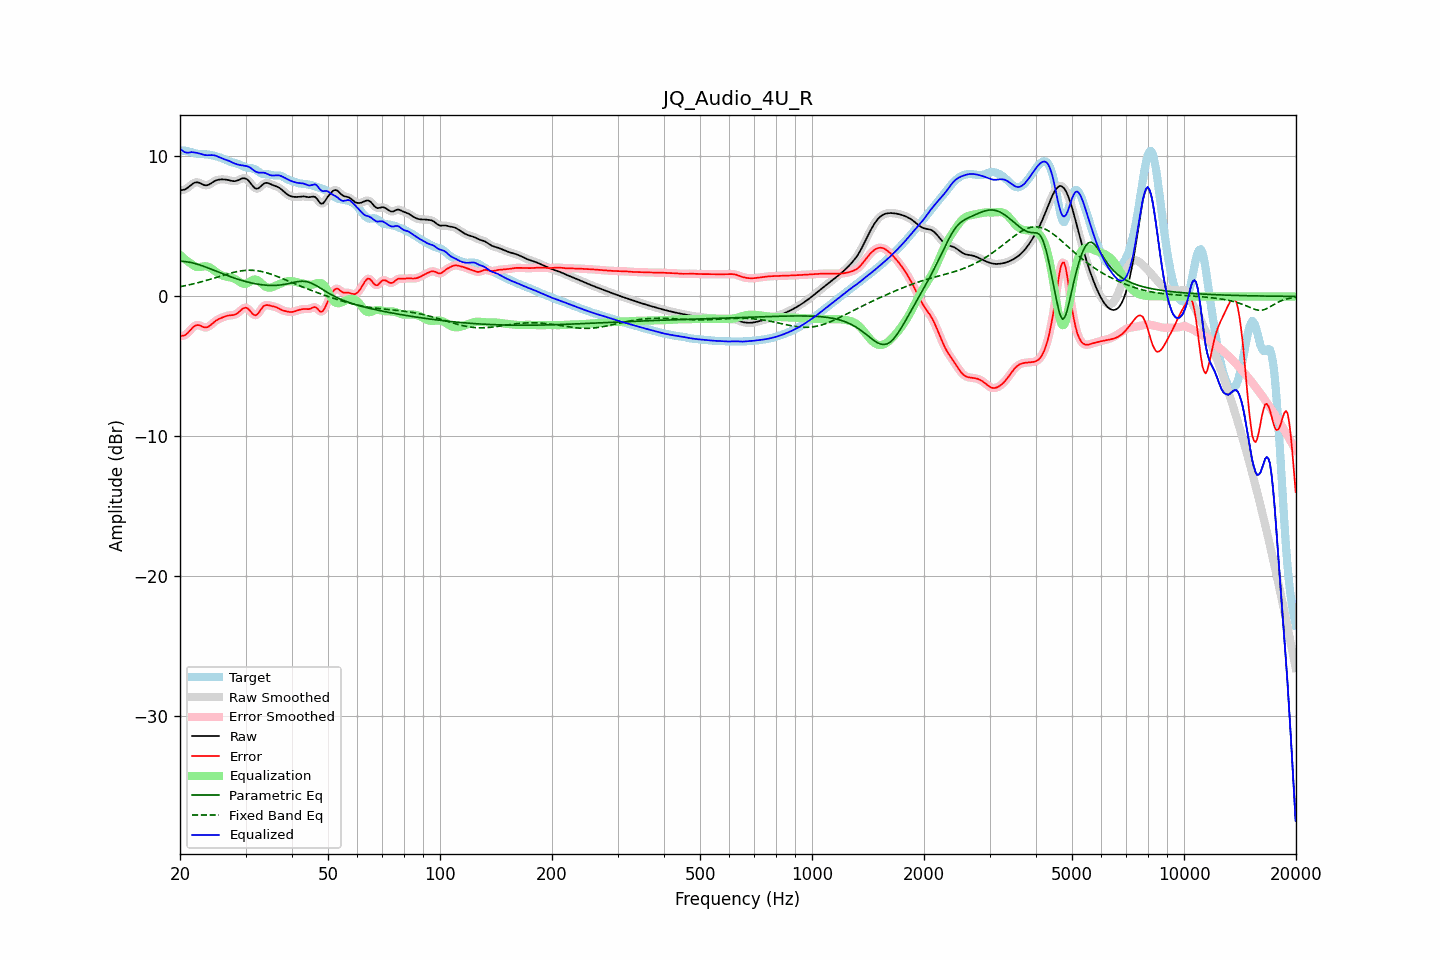 JQ_Audio_4U_R
10
0
−10
−20
−30
Amplitude (dBr)
Target
Raw Smoothed
Error Smoothed
Raw
Error
Equalization
Parametric Eq
Fixed Band Eq
Equalized
20 50 100 200 500 1000 2000 5000 10000 20000
Frequency (Hz)